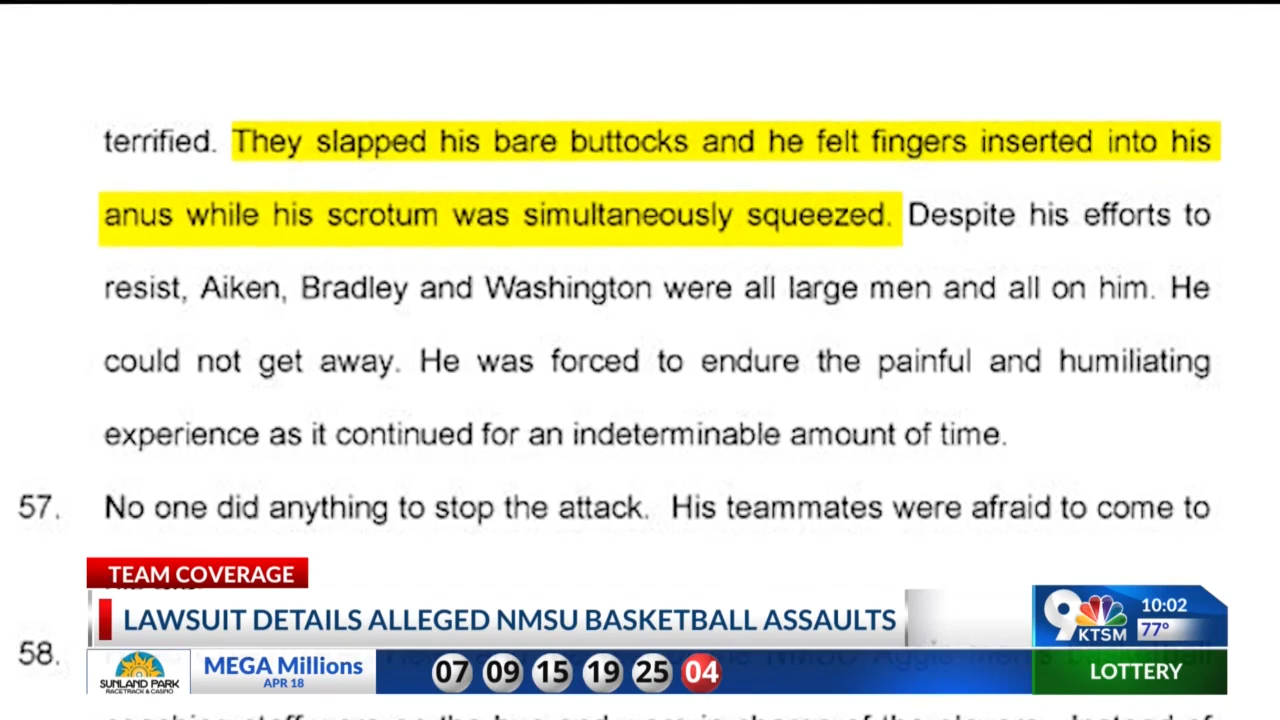 terrified. They slapped his bare buttocks and he felt fingers inserted into his
anus while his scrotum was simultaneously squeezed. Despite his efforts to
resist, Aiken, Bradley and Washington were all large men and all on him. He
could not get away. He was forced to endure the painful and humiliating
experience as it continued for an indeterminable amount of time.
57. No one did anything to stop the attack. His teammates were afraid to come to
TEAM COVERAGE
LAWSUIT DETAILS ALLEGED NMSU BASKETBALL ASSAULTS
9 KTSM
10:02
77°
58.
SUNLAND PARK
RACETRACK & CASINO
MEGA Millions
APR 18
07 09 15 19 25 04
LOTTERY